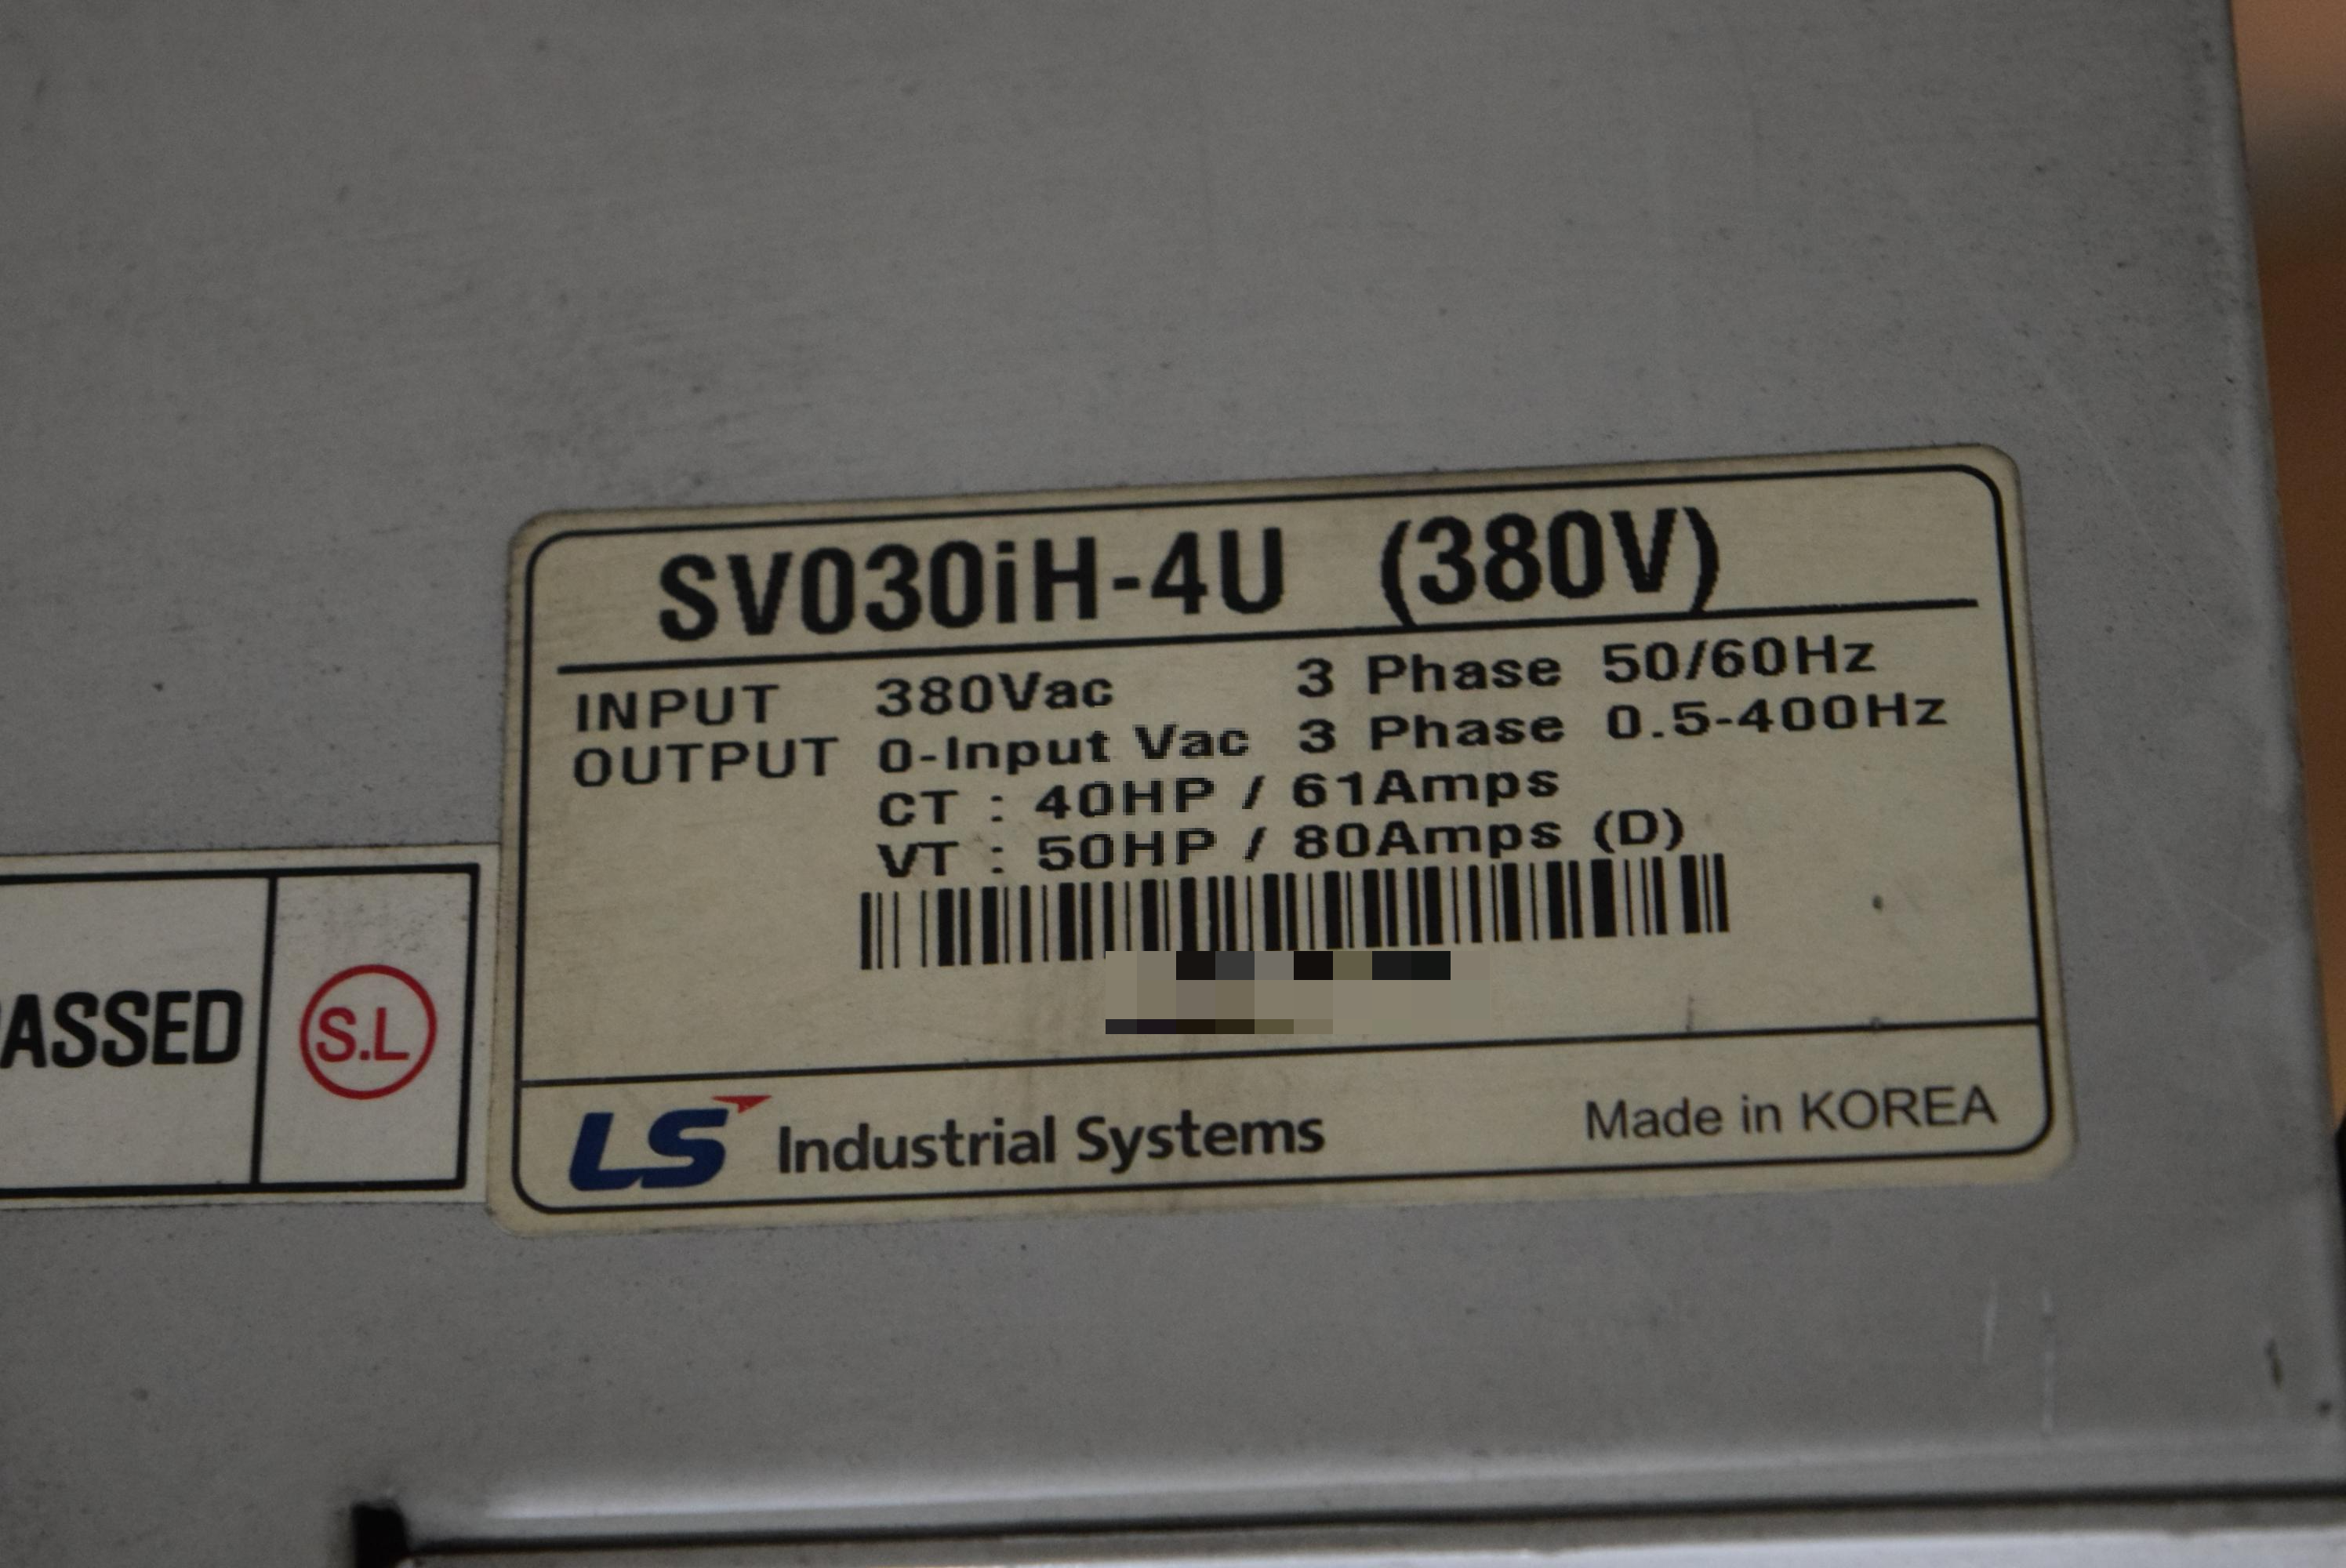 SV030iH-4U (380V)
INPUT 380Vac 3 Phase 50/60Hz
OUTPUT 0-Input Vac 3 Phase 0.5-400Hz
CT : 40HP / 61Amps
VT : 50HP / 80Amps (D)
ASSED
S.L
LS Industrial Systems
Made in KOREA